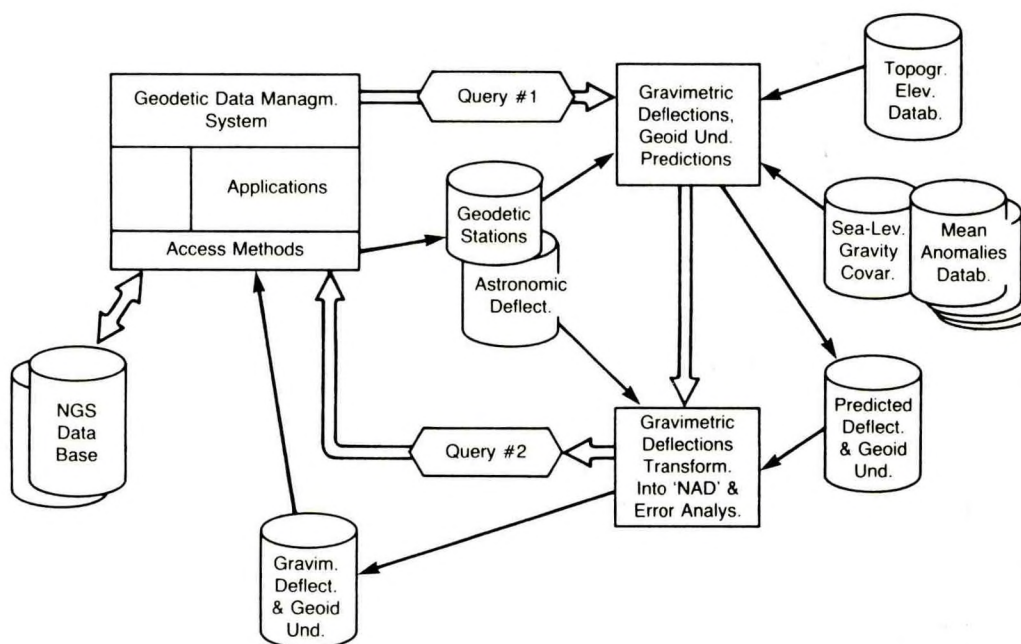 Geodetic Data Managm.
System
Applications
Access Methods
Query #1
Gravimetric
Deflections,
Geoid Und.
Predictions
Topogr.
Elev.
Datab.
Geodetic
Stations
Astronomic
Deflect.
Sea-Lev.
Gravity
Covar.
Mean
Anomalies
Datab.
NGS
Data
Base
Query #2
Gravimetric
Deflections
Transform.
Into 'NAD' &
Error Analys.
Predicted
Deflect.
& Geoid
Und.
Gravim.
Deflect.
& Geoid
Und.